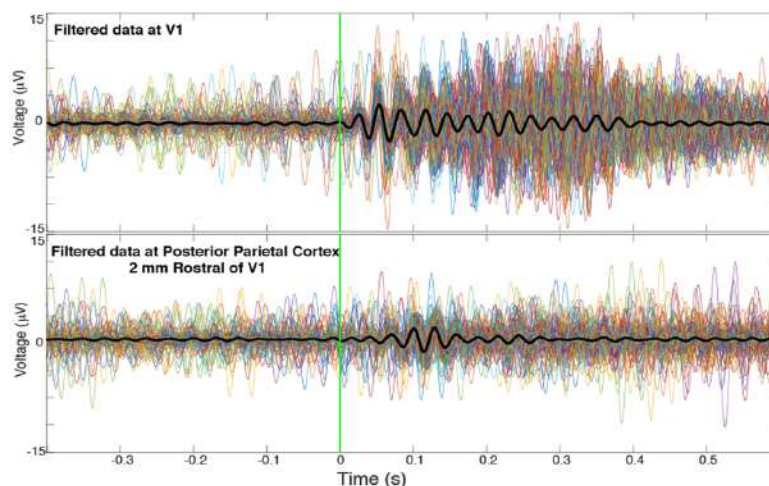 15
Filtered data at V1
Voltage (µV)
0
-15
15
Filtered data at Posterior Parietal Cortex
2 mm Rostral of V1
Voltage (µV)
0
-15
-0.3 -0.2 -0.1 0 0.1 0.2 0.3 0.4 0.5
Time (s)